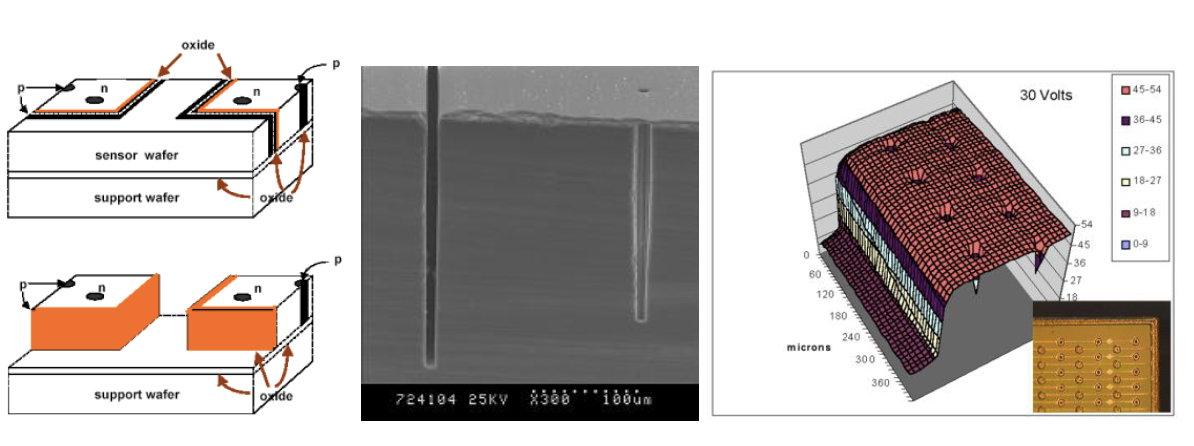 oxide
p
p
n
n
sensor wafer
support wafer
oxide
p
p
n
n
support wafer
oxide
724104 25KV X300 100um
30 Volts
45-54
36-45
27-36
18-27
9-18
0-9
54
45
36
27
18
0
60
120
180
240
300
360
microns